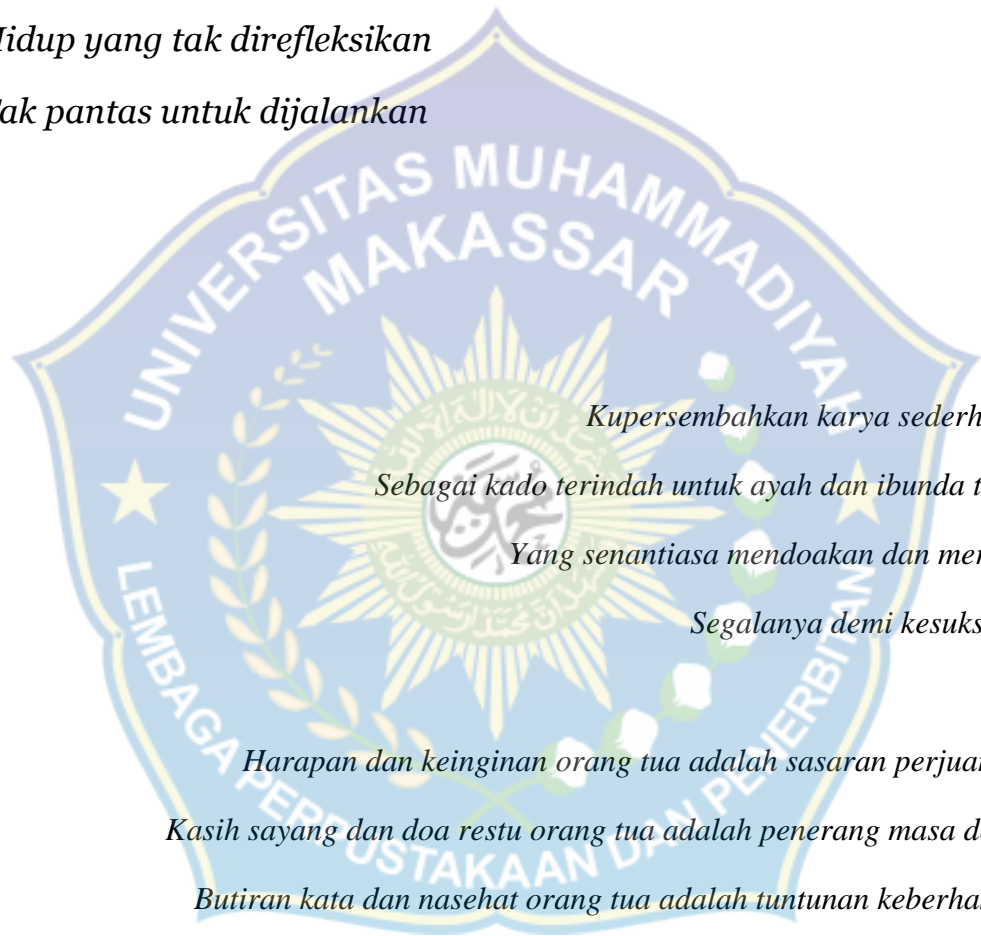 Hidup yang tak direfleksikan
Tak pantas untuk dijalankan
UNIVERSITAS MUHAMMADIYAH
MAKASSAR
Kupersembahkan karya
Sebagai kado terindah untuk ayah dan ibunda
Yang senantiasa mendoakan dan
Segalanya demi
Harapan dan keinginan orang tua adalah sasaran
Kasih sayang dan doa restu orang tua adalah penerang masa
Butiran kata dan nasehat orang tua adalah tuntunan
LEMBAGA PERPUSTAKAAN DAN PENERBITAN